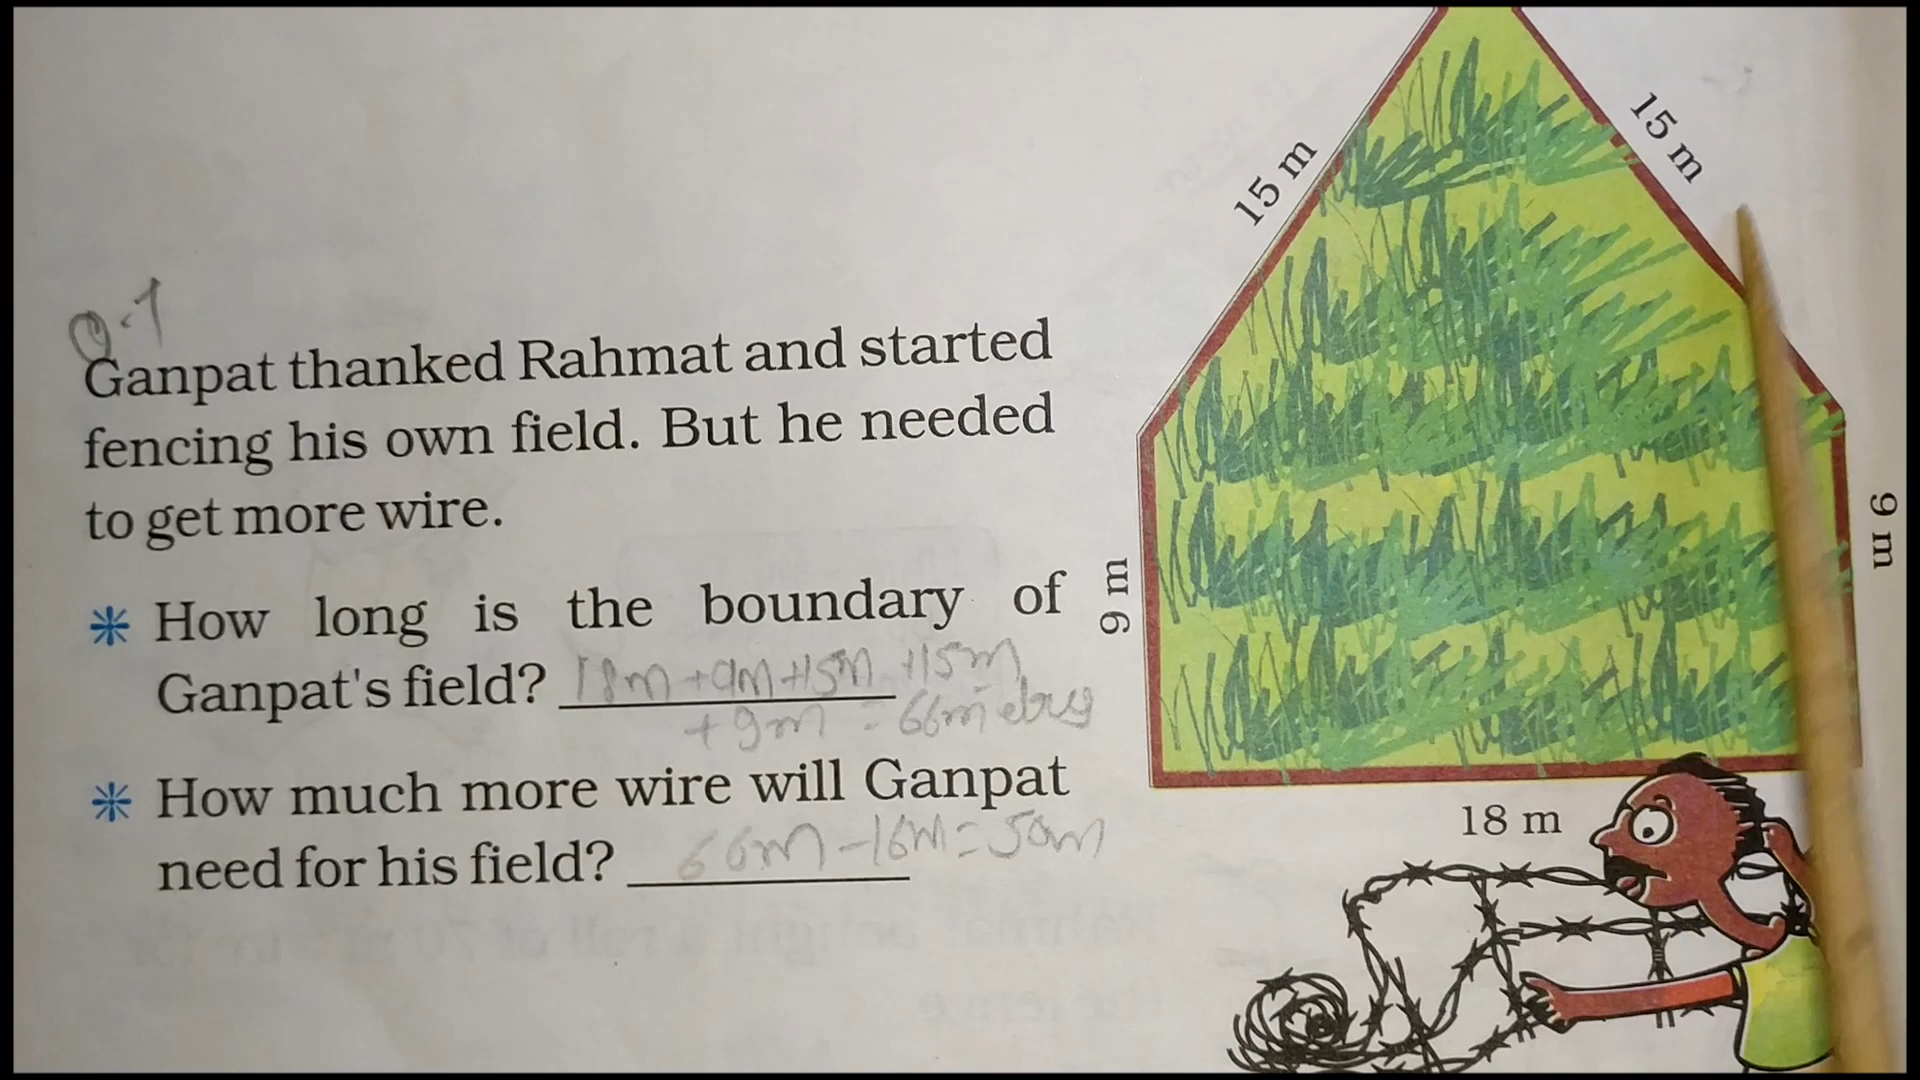 Q.1
Ganpat thanked Rahmat and started
fencing his own field. But he needed
to get more wire.
How long is the boundary of
Ganpat's field? 18m+9m+15m+15m
+9m = 66m
How much more wire will Ganpat
need for his field? 66m-16m=50m
15 m
15 m
9 m
9 m
18 m